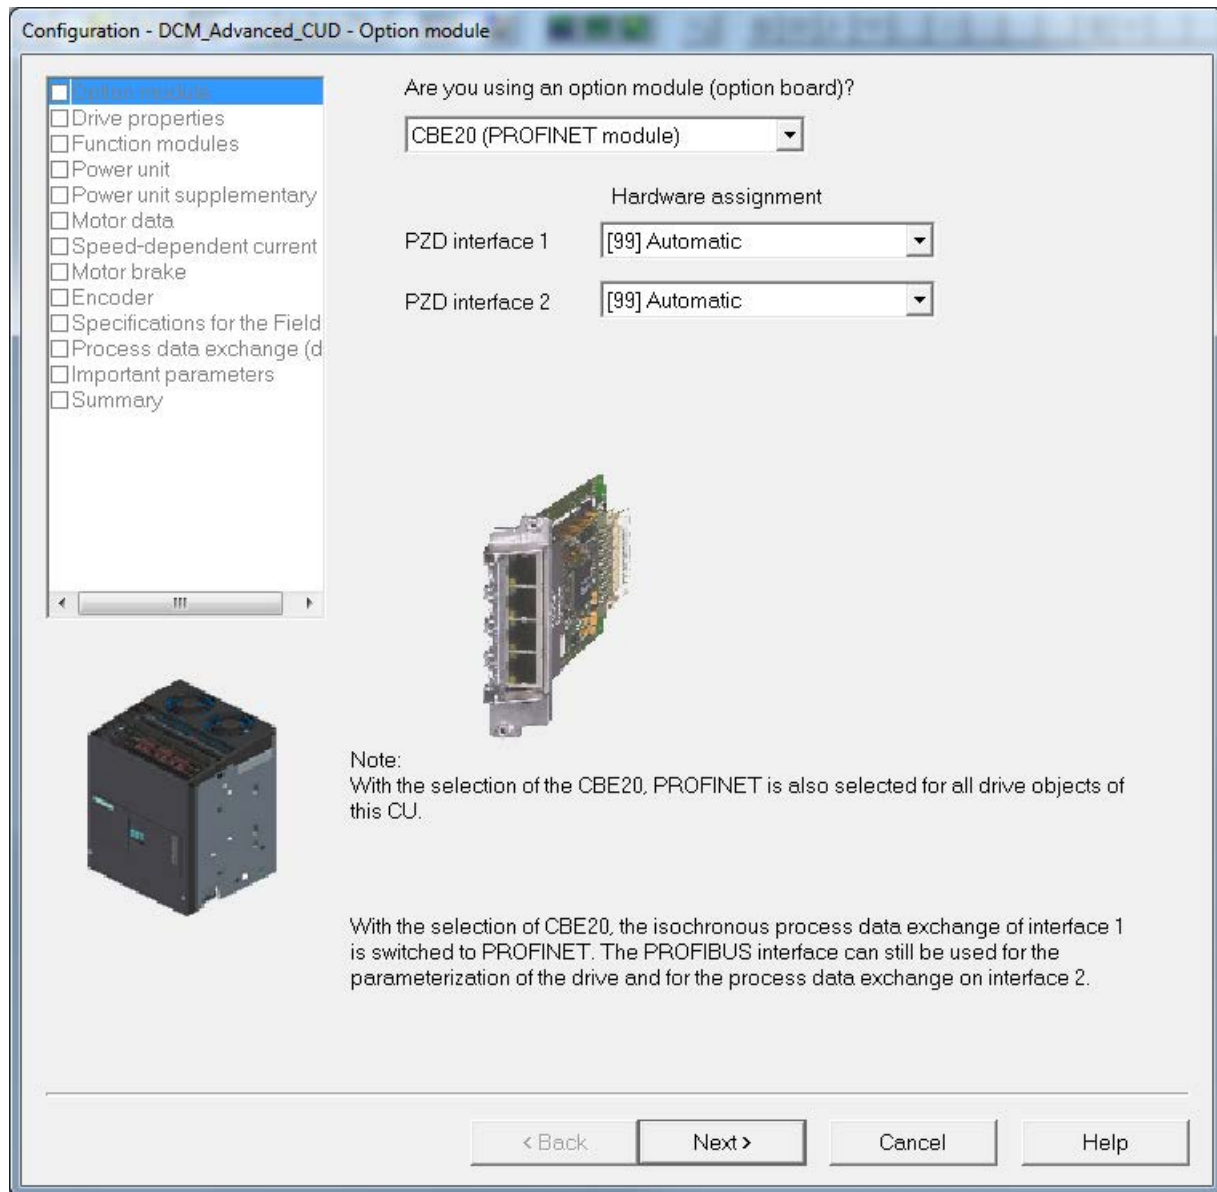 Configuration - DCM_Advanced_CUD - Option module
Option module
Drive properties
Function modules
Power unit
Power unit supplementary
Motor data
Speed-dependent current
Motor brake
Encoder
Specifications for the Field
Process data exchange (d
Important parameters
Summary
Are you using an option module (option board)?
CBE20 (PROFINET module)
Hardware assignment
PZD interface 1
[99] Automatic
PZD interface 2
[99] Automatic
Note:
With the selection of the CBE20, PROFINET is also selected for all drive objects of
this CU.
With the selection of CBE20, the isochronous process data exchange of interface 1
is switched to PROFINET. The PROFIBUS interface can still be used for the
parameterization of the drive and for the process data exchange on interface 2.
< Back
Next >
Cancel
Help